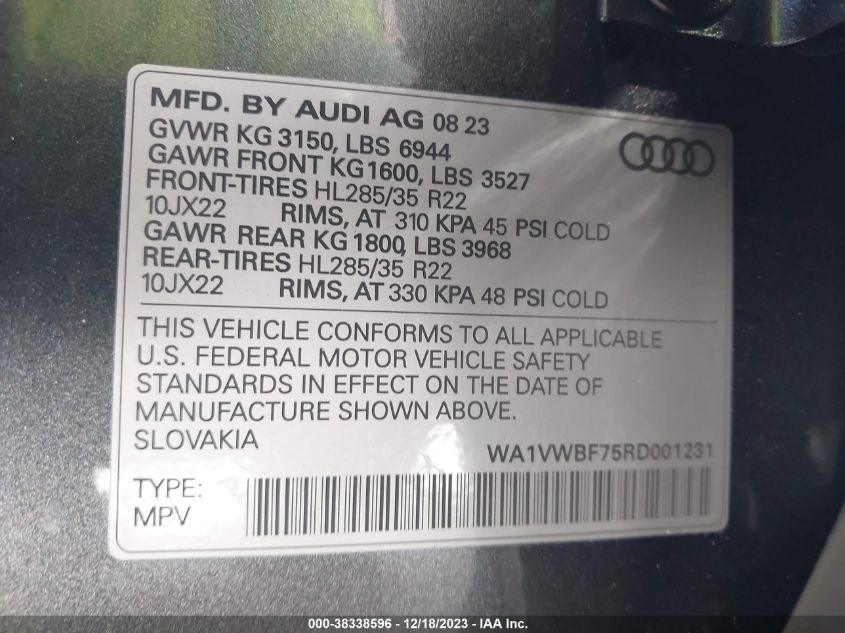 MFD. BY AUDI AG 08 23
GVWR KG 3150, LBS 6944
GAWR FRONT KG1600, LBS 3527
FRONT-TIRES HL285/35 R22
10JX22 RIMS, AT 310 KPA 45 PSI COLD
GAWR REAR KG 1800, LBS 3968
REAR-TIRES HL285/35 R22
10JX22 RIMS, AT 330 KPA 48 PSI COLD
THIS VEHICLE CONFORMS TO ALL APPLICABLE
U.S. FEDERAL MOTOR VEHICLE SAFETY
STANDARDS IN EFFECT ON THE DATE OF
MANUFACTURE SHOWN ABOVE.
SLOVAKIA WA1VWBF75RD001231
TYPE:
MPV
000-38338596 - 12/18/2023 - IAA Inc.